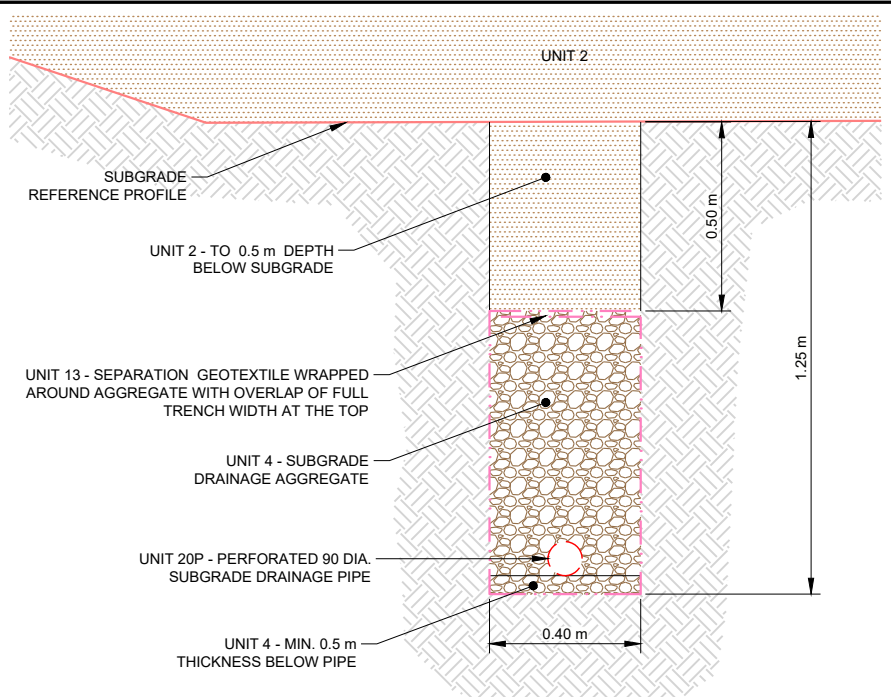 UNIT 2
SUBGRADE
REFERENCE PROFILE
UNIT 2 - TO 0.5 m DEPTH
BELOW SUBGRADE
0.50 m
1.25 m
UNIT 13 - SEPARATION GEOTEXTILE WRAPPED
AROUND AGGREGATE WITH OVERLAP OF FULL
TRENCH WIDTH AT THE TOP
UNIT 4 - SUBGRADE
DRAINAGE AGGREGATE
UNIT 20P - PERFORATED 90 DIA.
SUBGRADE DRAINAGE PIPE
UNIT 4 - MIN. 0.5 m
THICKNESS BELOW PIPE
0.40 m